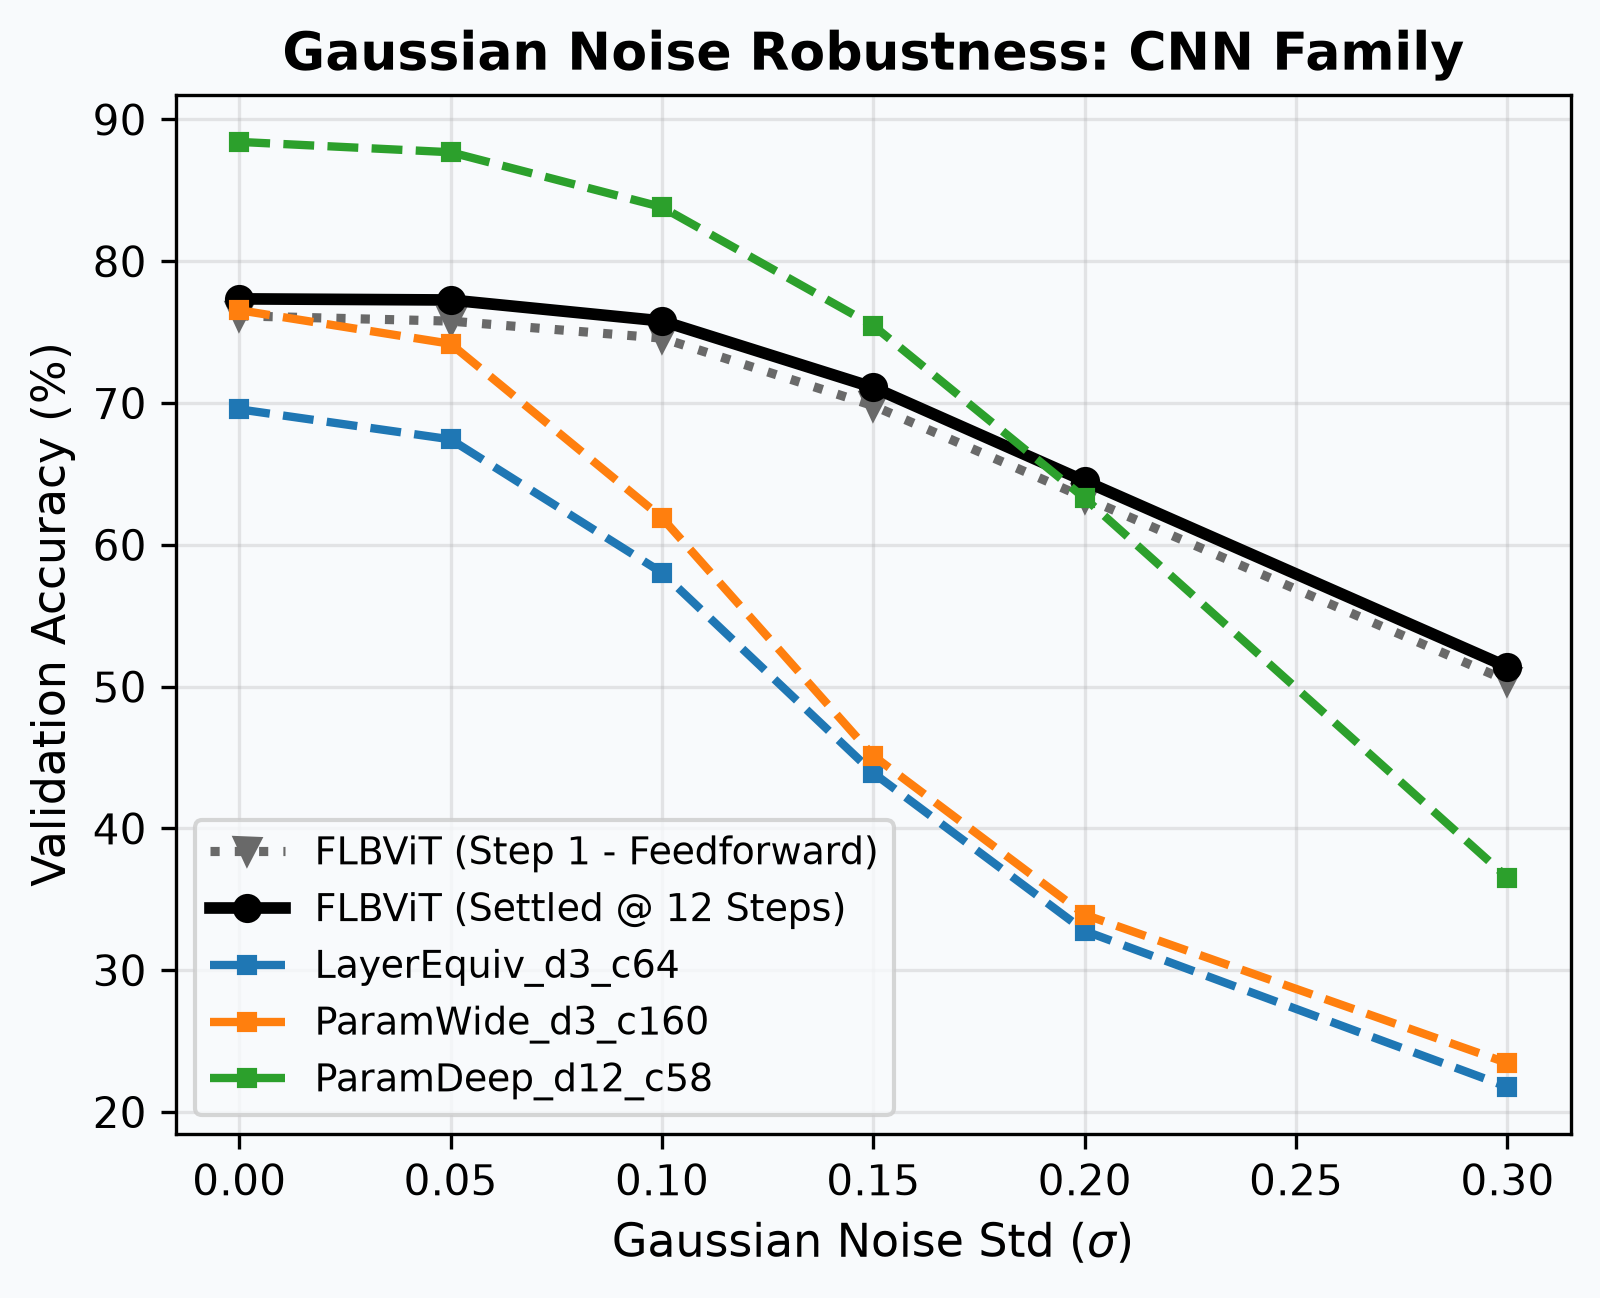 Gaussian Noise Robustness: CNN Family
Validation Accuracy (%)
90
80
70
60
50
40
30
20
FLBViT (Step 1 - Feedforward)
FLBViT (Settled @ 12 Steps)
LayerEquiv_d3_c64
ParamWide_d3_c160
ParamDeep_d12_c58
0.00 0.05 0.10 0.15 0.20 0.25 0.30
Gaussian Noise Std (σ)